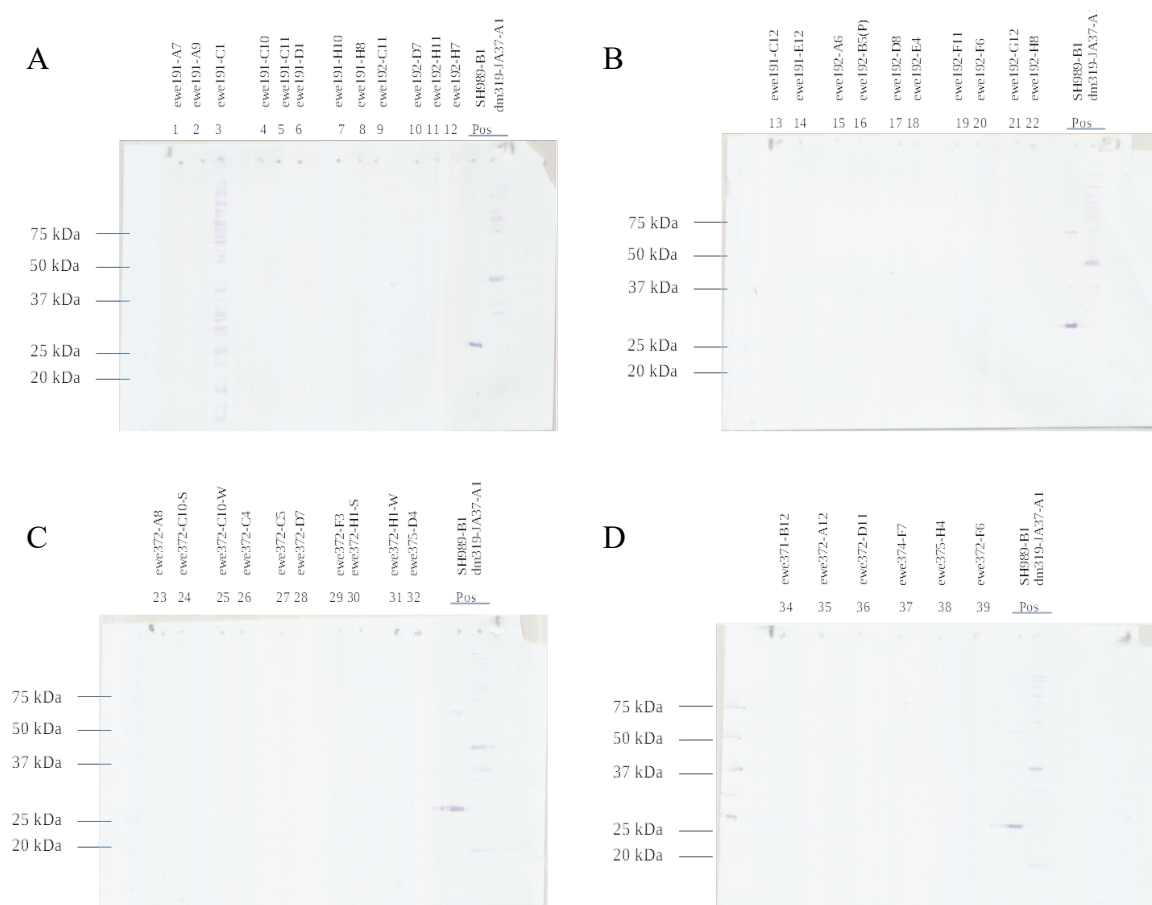 A
ewe191-A7
ewe191-A9
ewe191-C1
ewe191-C10
ewe191-C11
ewe191-D1
ewe191-H10
ewe191-H8
ewe192-C11
ewe192-D7
ewe192-H11
ewe192-H7
SH989-B1
dm319-JA37-A1
1 2 3 4 5 6 7 8 9 10 11 12 Pos
75 kDa
50 kDa
37 kDa
25 kDa
20 kDa
B
ewe191-C12
ewe191-E12
ewe192-A6
ewe192-B5(P)
ewe192-D8
ewe192-E4
ewe192-F11
ewe192-F6
ewe192-G12
ewe192-H8
SH989-B1
dm319-JA37-A1
13 14 15 16 17 18 19 20 21 22 Pos
75 kDa
50 kDa
37 kDa
25 kDa
20 kDa
C
ewe372-A8
ewe372-C10-S
ewe372-C10-W
ewe372-C4
ewe372-C5
ewe372-D7
ewe372-F3
ewe372-H1-S
ewe372-H1-W
ewe375-D4
SH989-B1
dm319-JA37-A1
23 24 25 26 27 28 29 30 31 32 Pos
75 kDa
50 kDa
37 kDa
25 kDa
20 kDa
D
ewe371-B12
ewe372-A12
ewe372-D11
ewe374-F7
ewe375-H4
ewe372-F6
SH989-B1
dm319-JA37-A1
34 35 36 37 38 39 Pos
75 kDa
50 kDa
37 kDa
25 kDa
20 kDa